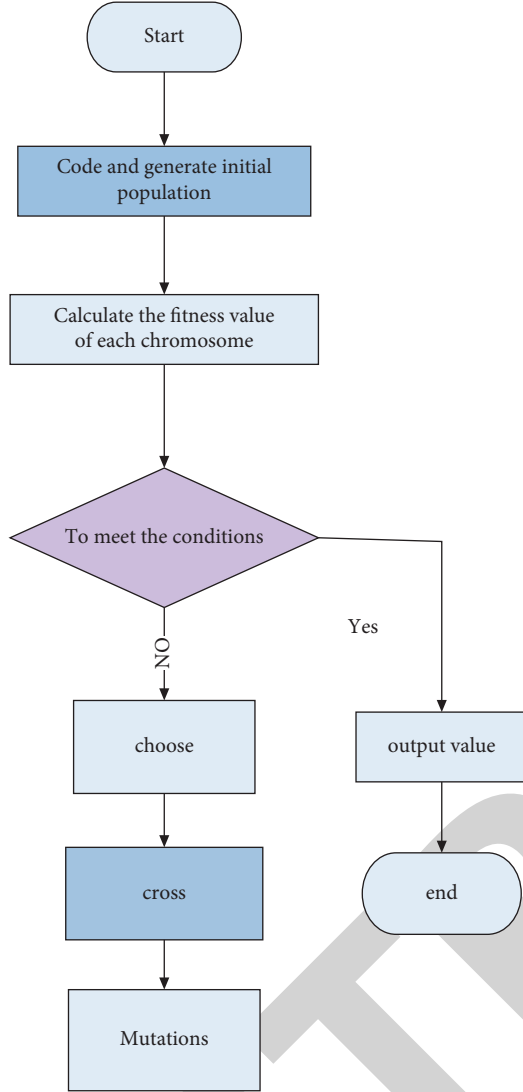 Start
Code and generate initial
population
Calculate the fitness value
of each chromosome
To meet the conditions
NO
Yes
choose
output value
cross
end
Mutations